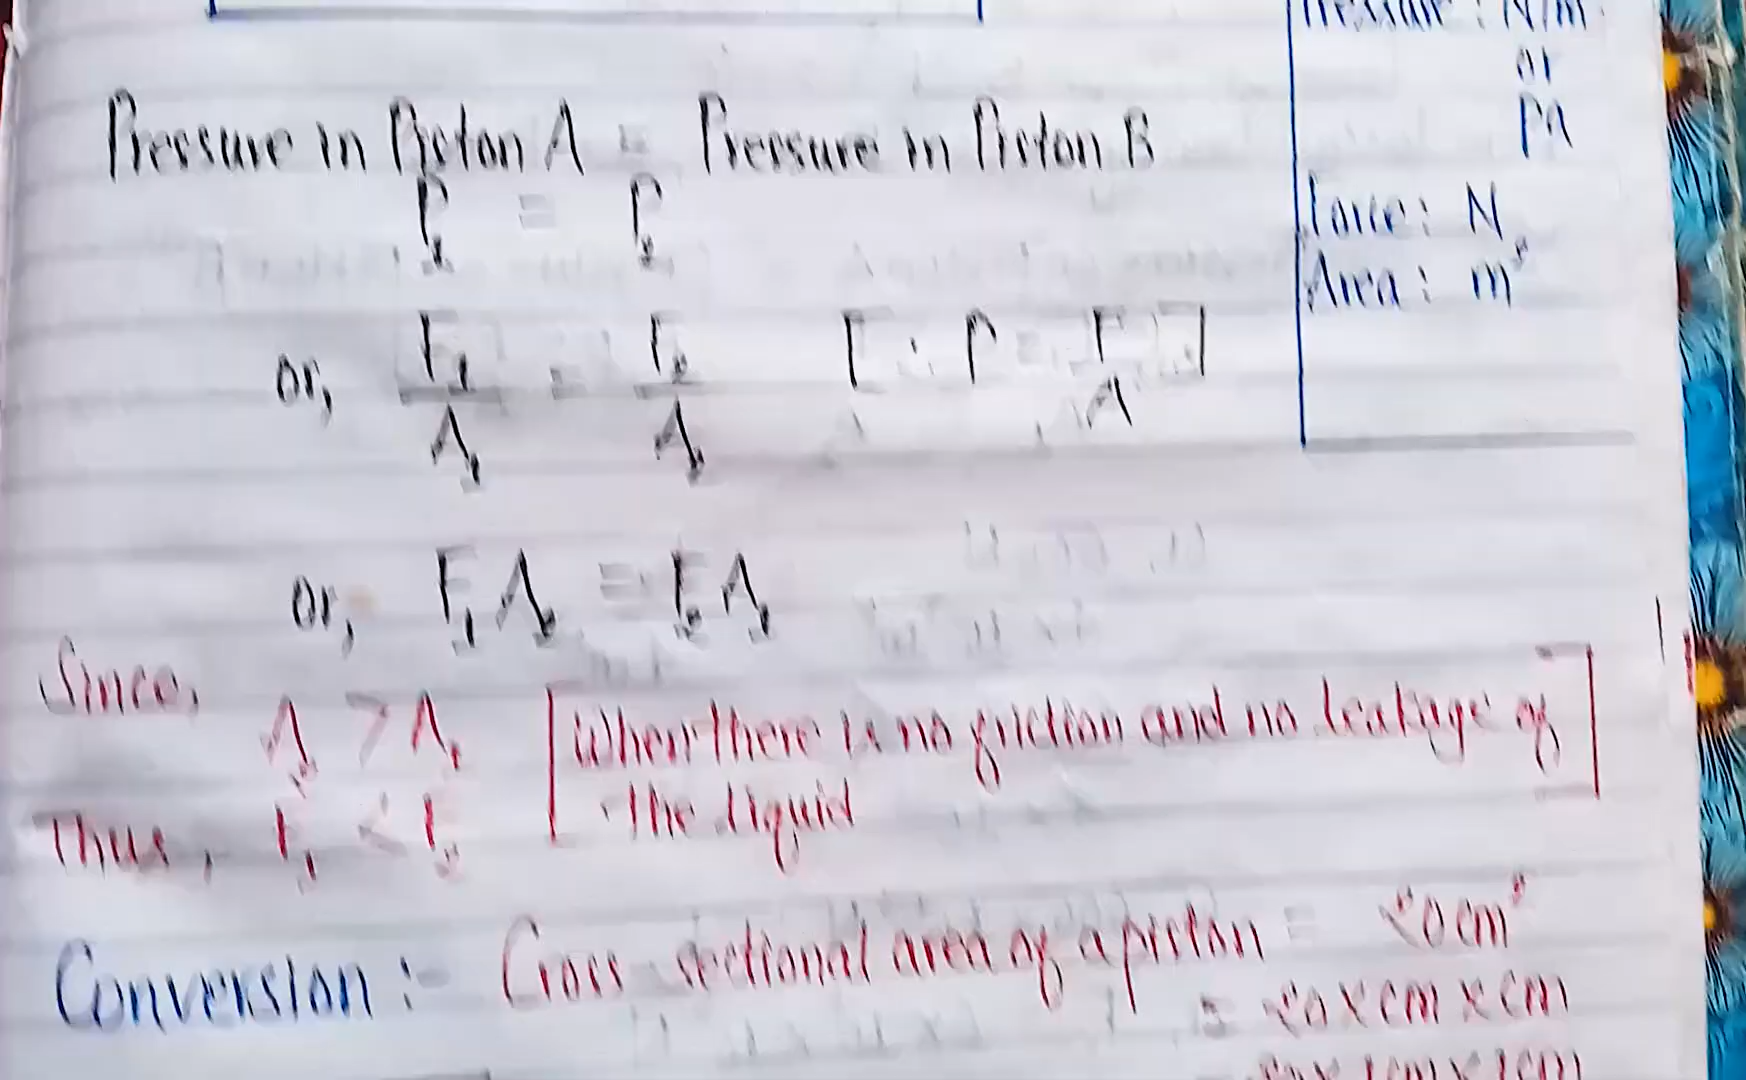 Pressure : N/m²
or
Pa
Pressure in Piston A = Pressure in Piston B
P₁ = P₂
Force : N
Area : m²
or, F₁/A₁ = F₂/A₂ [∵ P = F/A]
or, F₁A₂ = F₂A₁
Since,
A₂ > A₁ [When there is no friction and no leakage of
the liquid]
Thus, F₁ < F₂
Conversion :- Cross-sectional area of a piston = 20 cm²
= 20 x cm x cm